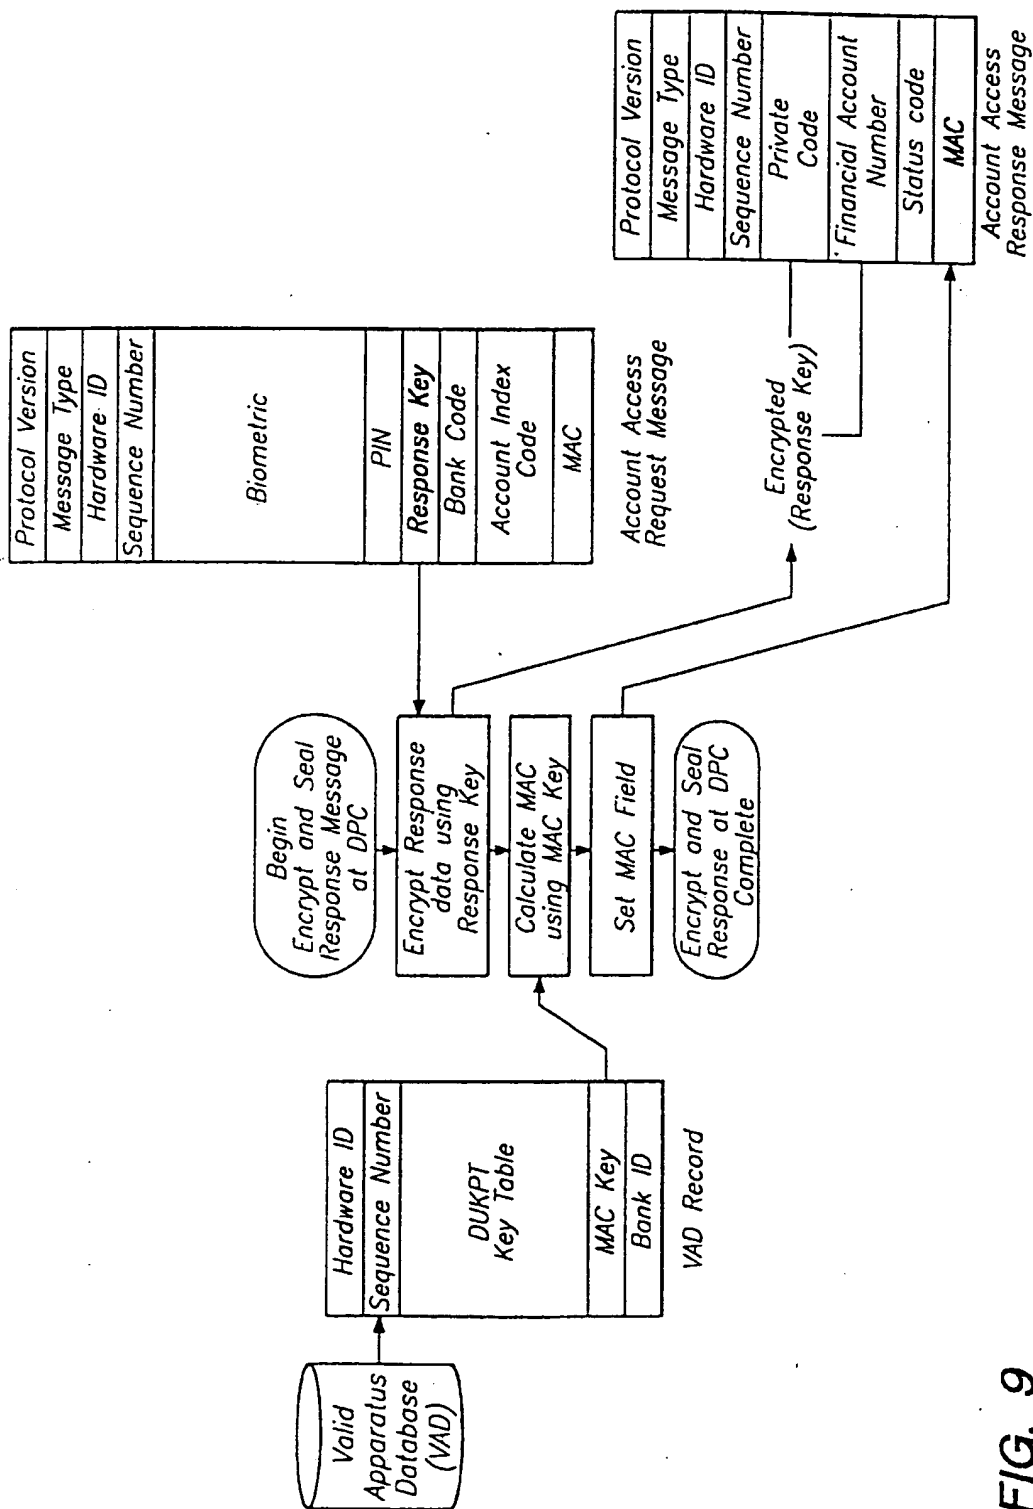 Valid
Apparatus
Database
(VAD)
Hardware ID
Sequence Number
DUKPT
Key Table
MAC Key
Bank ID
VAD Record
Begin
Encrypt and Seal
Response Message
at DPC
Encrypt Response
data using
Response Key
Calculate MAC
using MAC Key
Set MAC Field
Encrypt and Seal
Response at DPC
Complete
Protocol Version
Message Type
Hardware ID
Sequence Number
Biometric
PIN
Response Key
Bank Code
Account Index
Code
MAC
Account Access
Request Message
Encrypted
(Response Key)
Protocol Version
Message Type
Hardware ID
Sequence Number
Private
Code
Financial Account
Number
Status code
MAC
Account Access
Response Message
FIG. 9